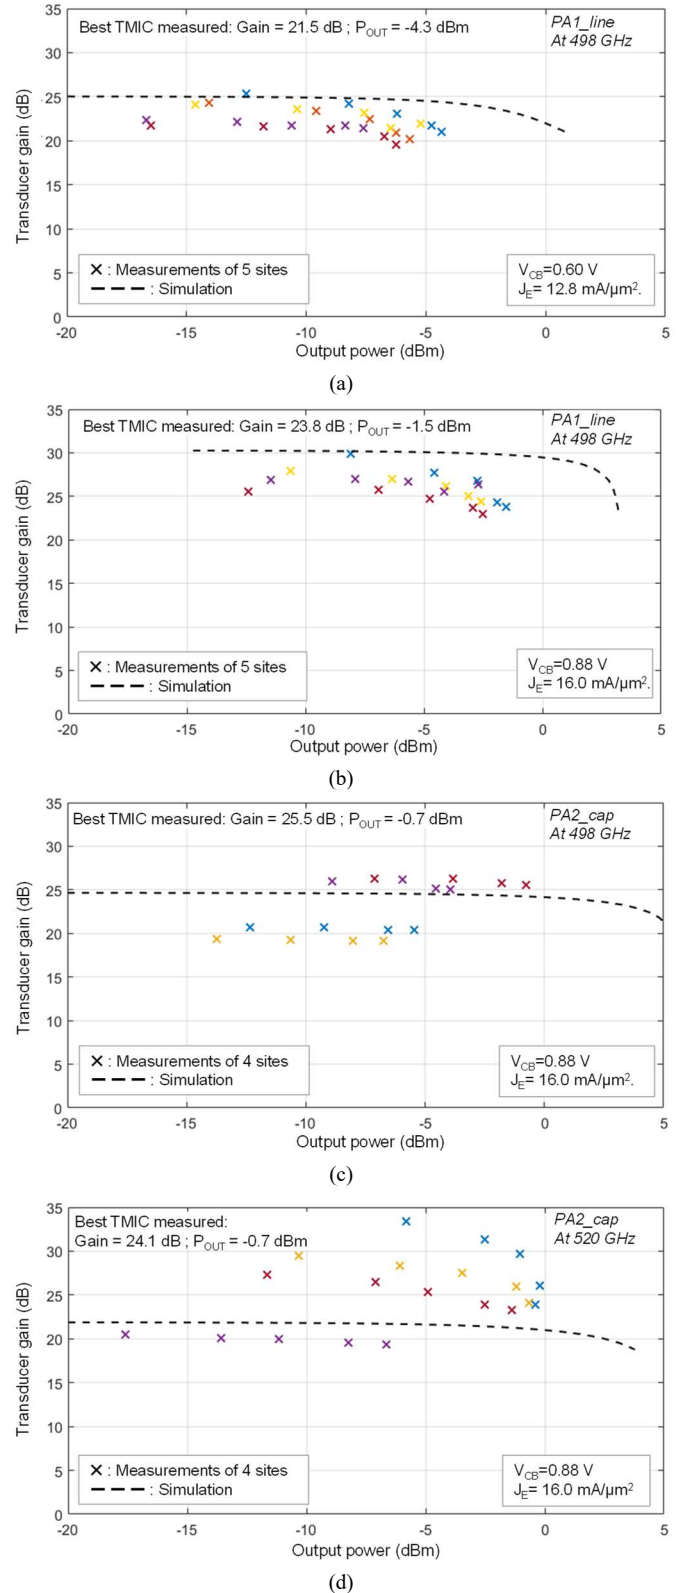 Best TMIC measured: Gain = 21.5 dB ; POUT = -4.3 dBm
PA1_line
At 498 GHz
Transducer gain (dB)
35
30
25
20
15
10
5
0
× : Measurements of 5 sites
: Simulation
VCB=0.60 V
JE= 12.8 mA/µm².
-20 -15 -10 -5 0 5
Output power (dBm)
(a)
Best TMIC measured: Gain = 23.8 dB ; POUT = -1.5 dBm
PA1_line
At 498 GHz
Transducer gain (dB)
35
30
25
20
15
10
5
0
× : Measurements of 5 sites
: Simulation
VCB=0.88 V
JE= 16.0 mA/µm².
-20 -15 -10 -5 0 5
Output power (dBm)
(b)
Best TMIC measured: Gain = 25.5 dB ; POUT = -0.7 dBm
PA2_cap
At 498 GHz
Transducer gain (dB)
35
30
25
20
15
10
5
0
× : Measurements of 4 sites
: Simulation
VCB=0.88 V
JE= 16.0 mA/µm².
-20 -15 -10 -5 0 5
Output power (dBm)
(c)
Best TMIC measured:
Gain = 24.1 dB ; POUT = -0.7 dBm
PA2_cap
At 520 GHz
Transducer gain (dB)
35
30
25
20
15
10
5
0
× : Measurements of 4 sites
: Simulation
VCB=0.88 V
JE= 16.0 mA/µm²
-20 -15 -10 -5 0 5
Output power (dBm)
(d)